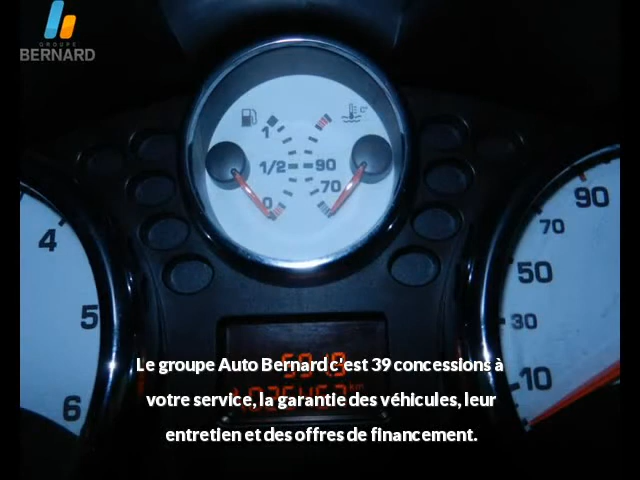 GROUPE
BERNARD
1
C°
1/2
90
70
0
4
5
6
90
70
50
30
10
km
Le groupe Auto Bernard c'est 39 concessions à
votre service, la garantie des véhicules, leur
entretien et des offres de financement.